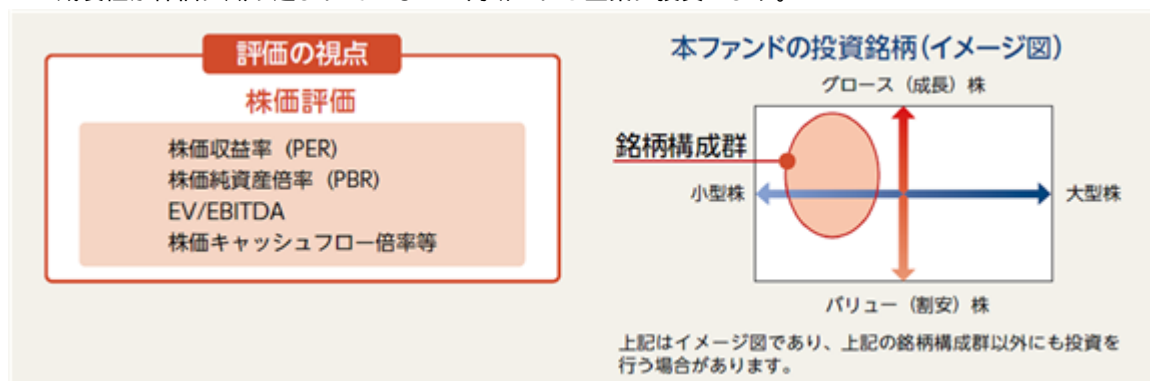 評価の視点
株価評価
株価収益率（PER）
株価純資産倍率（PBR）
EV/EBITDA
株価キャッシュフロー倍率等
本ファンドの投資銘柄（イメージ図）
グロース（成長）株
銘柄構成群
小型株
大型株
バリュー（割安）株
上記はイメージ図であり、上記の銘柄構成群以外にも投資を
行う場合があります。